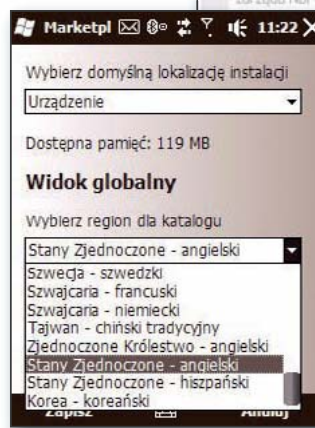 Marketpl 11:22
Wybierz domyślną lokalizację instalacji
Urządzenie
Dostępna pamięć: 119 MB
Widok globalny
Wybierz region dla katalogu
Stany Zjednoczone - angielski
Szwecja - szwedzki
Szwajcaria - francuski
Szwajcaria - niemiecki
Tajwan - chiński tradycyjny
Zjednoczone Królestwo - angielski
Stany Zjednoczone - angielski
Stany Zjednoczone - hiszpański
Korea - koreański
Zapisz Anuluj